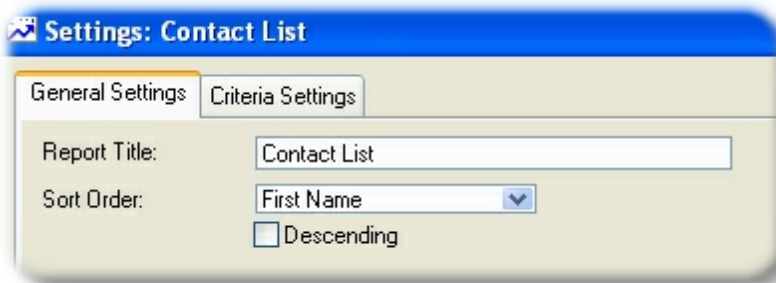 Settings: Contact List
General Settings Criteria Settings
Report Title: Contact List
Sort Order: First Name
Descending